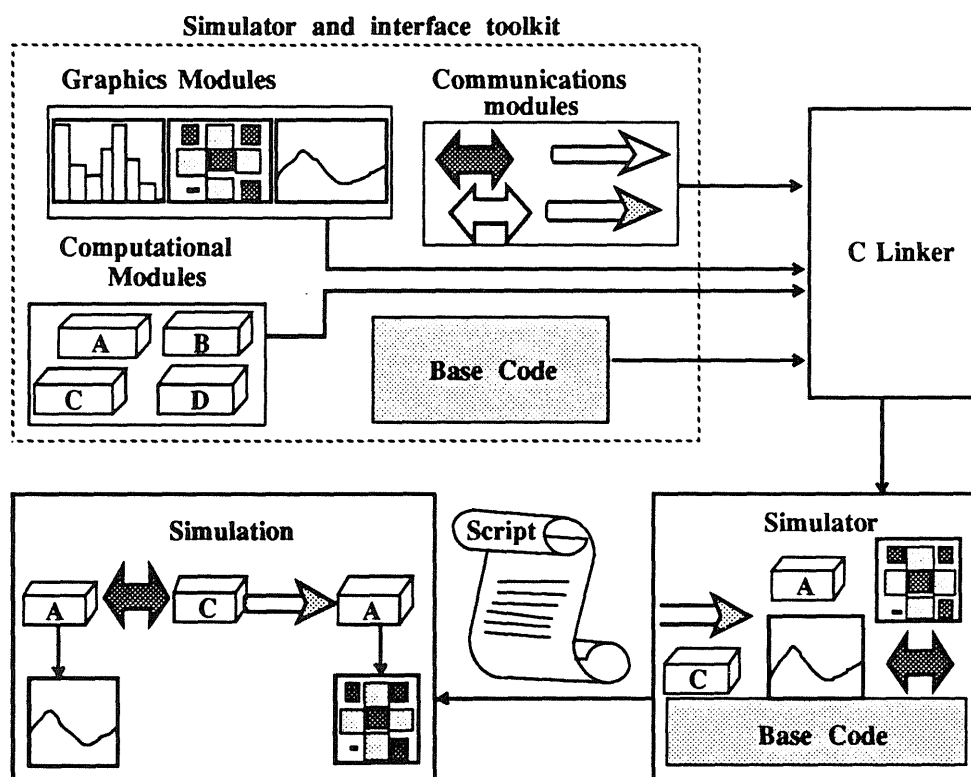 Simulator and interface toolkit
Graphics Modules
Communications
modules
Computational
Modules
A
B
C
D
Base Code
C Linker
Simulation
A
C
A
Script
Simulator
A
C
Base Code